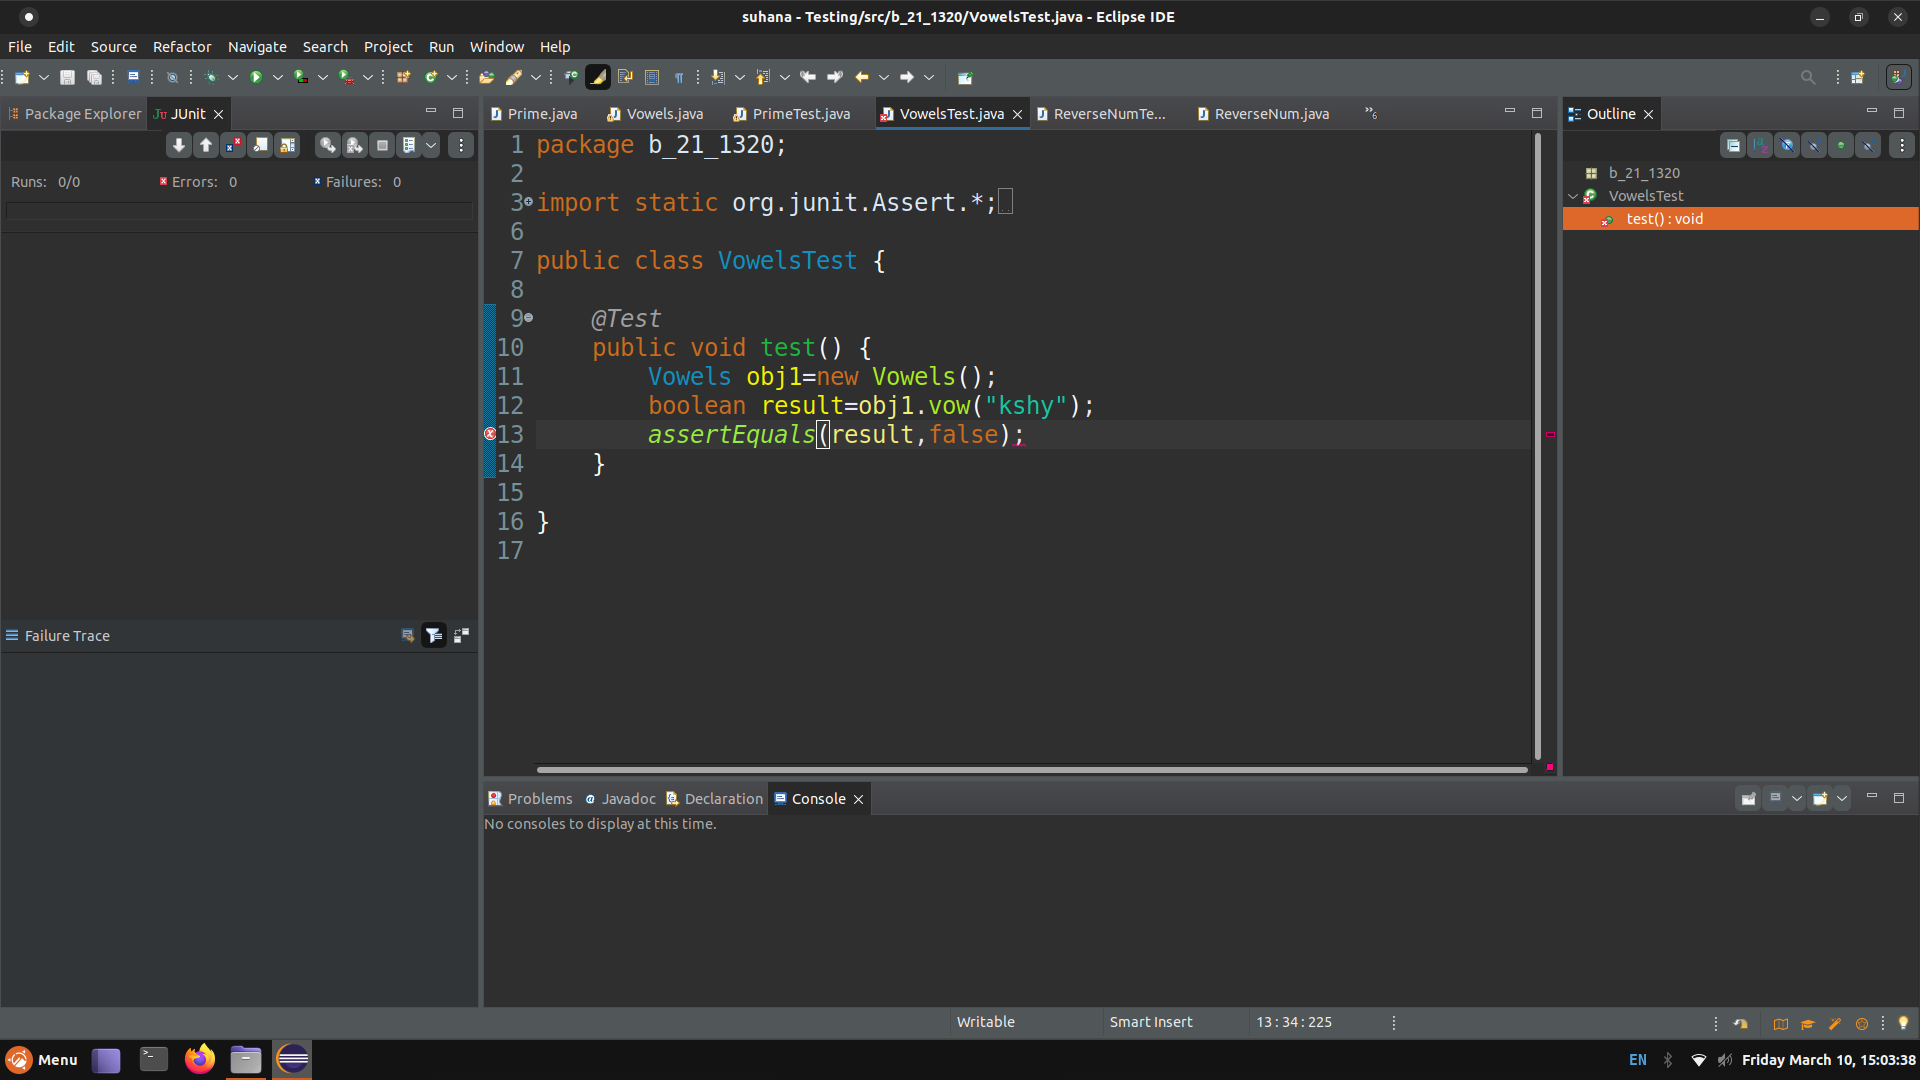 suhana - Testing/src/b_21_1320/VowelsTest.java - Eclipse IDE
File Edit Source Refactor Navigate Search Project Run Window Help
Package Explorer JUnit
Prime.java Vowels.java PrimeTest.java VowelsTest.java ReverseNumTe... ReverseNum.java »6
Outline
Runs: 0/0 Errors: 0 Failures: 0
1 package b_21_1320;
2
3 import static org.junit.Assert.*;
6
7 public class VowelsTest {
8
9 @Test
10 public void test() {
11 Vowels obj1=new Vowels();
12 boolean result=obj1.vow("kshy");
13 assertEquals(result,false);
14 }
15
16 }
17
b_21_1320
VowelsTest
test() : void
Failure Trace
Problems Javadoc Declaration Console
No consoles to display at this time.
Writable Smart Insert 13 : 34 : 225
Menu EN Friday March 10, 15:03:38